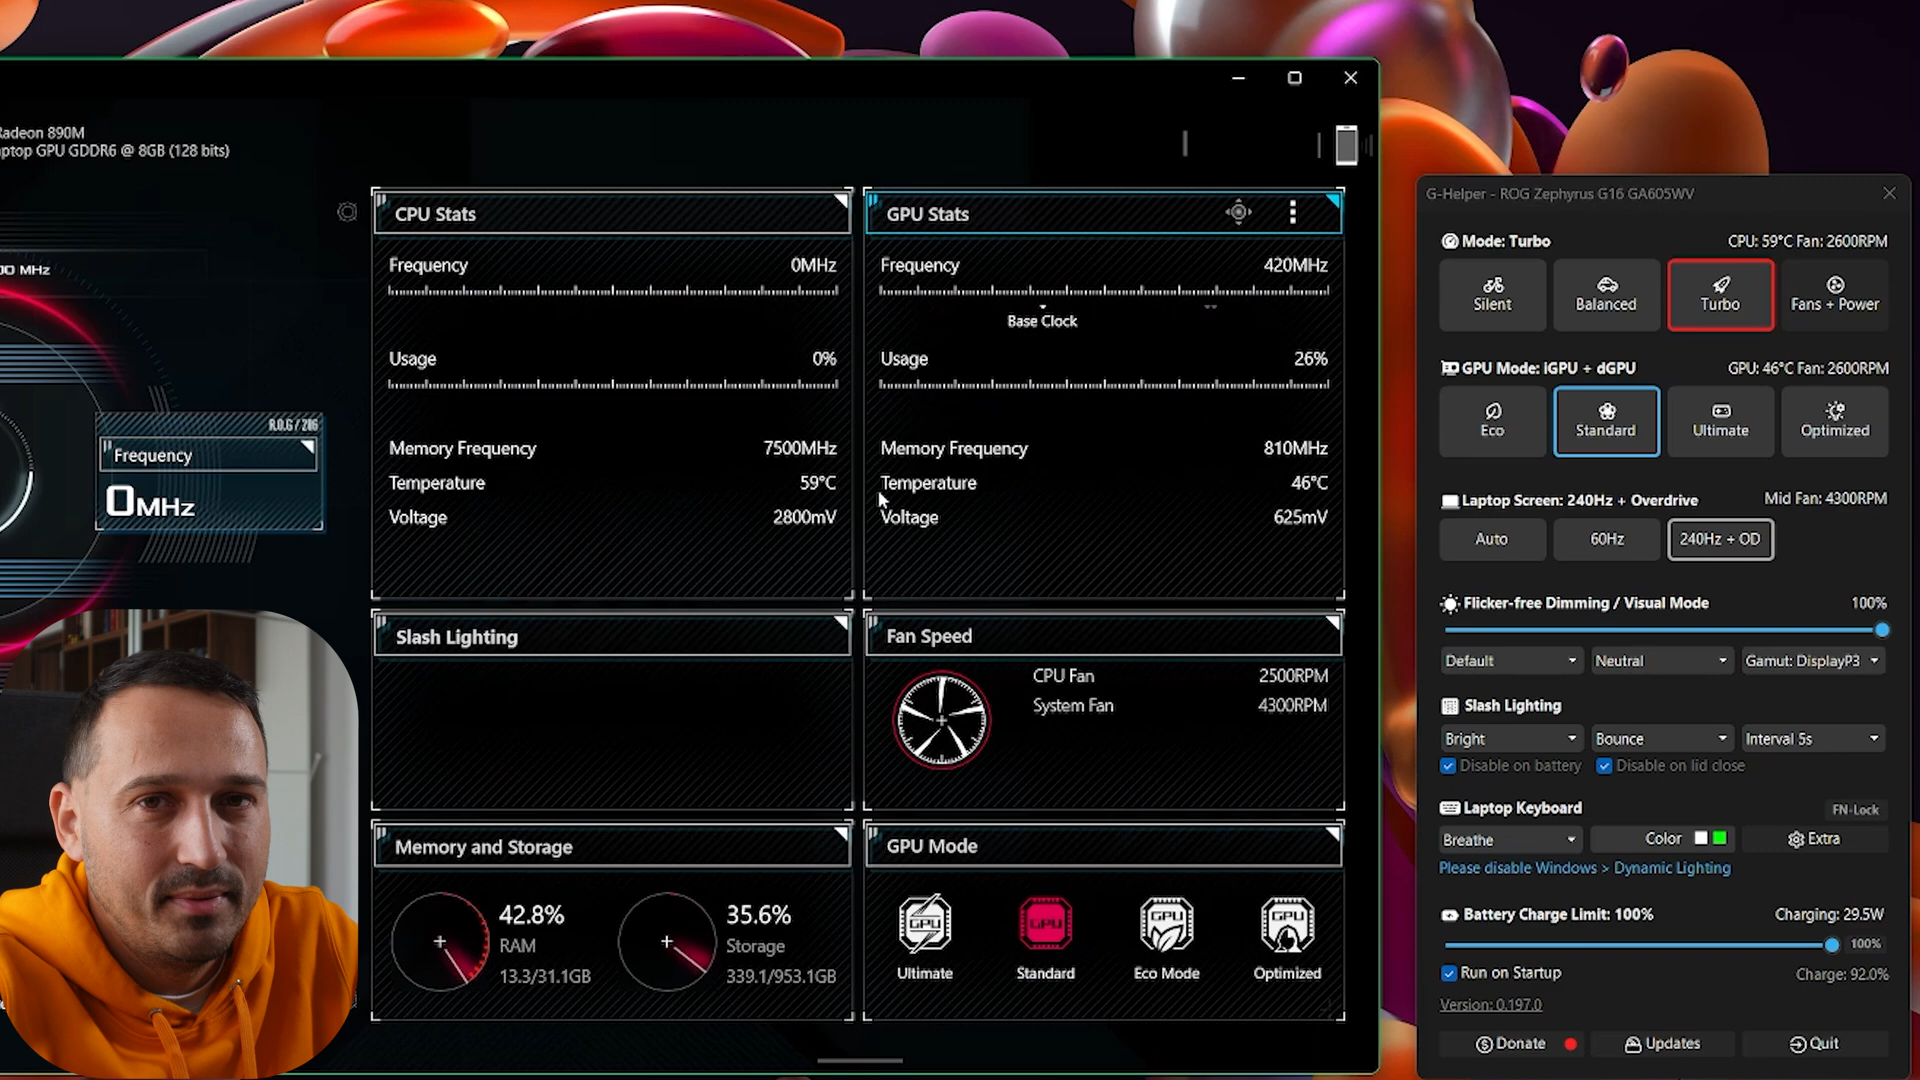 Radeon 890M
aptop GPU GDDR6 @ 8GB (128 bits)
00 MHz
R.O.G / 286
Frequency
0MHz
CPU Stats
Frequency 0MHz
Usage 0%
Memory Frequency 7500MHz
Temperature 59°C
Voltage 2800mV
GPU Stats
Frequency 420MHz
Base Clock
Usage 26%
Memory Frequency 810MHz
Temperature 46°C
Voltage 625mV
Slash Lighting
Fan Speed
CPU Fan 2500RPM
System Fan 4300RPM
Memory and Storage
42.8%
RAM
13.3/31.1GB
35.6%
Storage
339.1/953.1GB
GPU Mode
GPU GPU GPU GPU
Ultimate Standard Eco Mode Optimized
G-Helper - ROG Zephyrus G16 GA605WV
Mode: Turbo CPU: 59°C Fan: 2600RPM
Silent Balanced Turbo Fans + Power
GPU Mode: iGPU + dGPU GPU: 46°C Fan: 2600RPM
Eco Standard Ultimate Optimized
Laptop Screen: 240Hz + Overdrive Mid Fan: 4300RPM
Auto 60Hz 240Hz + OD
Flicker-free Dimming / Visual Mode 100%
Default Neutral Gamut: DisplayP3
Slash Lighting
Bright Bounce Interval 5s
Disable on battery Disable on lid close
Laptop Keyboard FN-Lock
Breathe Color Extra
Please disable Windows > Dynamic Lighting
Battery Charge Limit: 100% Charging: 29.5W
100%
Run on Startup Charge: 92.0%
Version: 0.197.0
Donate Updates Quit